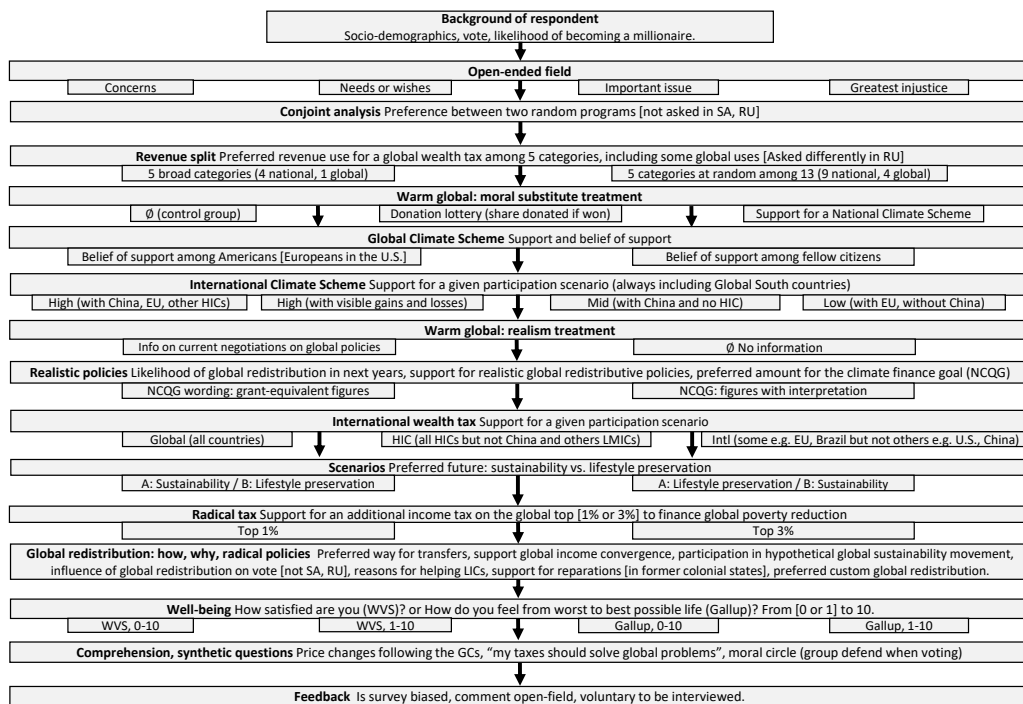 Background of respondent
Socio-demographics, vote, likelihood of becoming a millionaire.
Open-ended field
Concerns Needs or wishes Important issue Greatest injustice
Conjoint analysis Preference between two random programs [not asked in SA, RU]
Revenue split Preferred revenue use for a global wealth tax among 5 categories, including some global uses [Asked differently in RU]
5 broad categories (4 national, 1 global) 5 categories at random among 13 (9 national, 4 global)
Warm global: moral substitute treatment
Ø (control group) Donation lottery (share donated if won) Support for a National Climate Scheme
Global Climate Scheme Support and belief of support
Belief of support among Americans [Europeans in the U.S.] Belief of support among fellow citizens
International Climate Scheme Support for a given participation scenario (always including Global South countries)
High (with China, EU, other HICs) High (with visible gains and losses) Mid (with China and no HIC) Low (with EU, without China)
Warm global: realism treatment
Info on current negotiations on global policies Ø No information
Realistic policies Likelihood of global redistribution in next years, support for realistic global redistributive policies, preferred amount for the climate finance goal (NCQG)
NCQG wording: grant-equivalent figures NCQG: figures with interpretation
International wealth tax Support for a given participation scenario
Global (all countries) HIC (all HICs but not China and others LMICs) Intl (some e.g. EU, Brazil but not others e.g. U.S., China)
Scenarios Preferred future: sustainability vs. lifestyle preservation
A: Sustainability / B: Lifestyle preservation A: Lifestyle preservation / B: Sustainability
Radical tax Support for an additional income tax on the global top [1% or 3%] to finance global poverty reduction
Top 1% Top 3%
Global redistribution: how, why, radical policies Preferred way for transfers, support global income convergence, participation in hypothetical global sustainability movement,
influence of global redistribution on vote [not SA, RU], reasons for helping LICs, support for reparations [in former colonial states], preferred custom global redistribution.
Well-being How satisfied are you (WVS)? or How do you feel from worst to best possible life (Gallup)? From [0 or 1] to 10.
WVS, 0-10 WVS, 1-10 Gallup, 0-10 Gallup, 1-10
Comprehension, synthetic questions Price changes following the GCs, “my taxes should solve global problems”, moral circle (group defend when voting)
Feedback Is survey biased, comment open-field, voluntary to be interviewed.